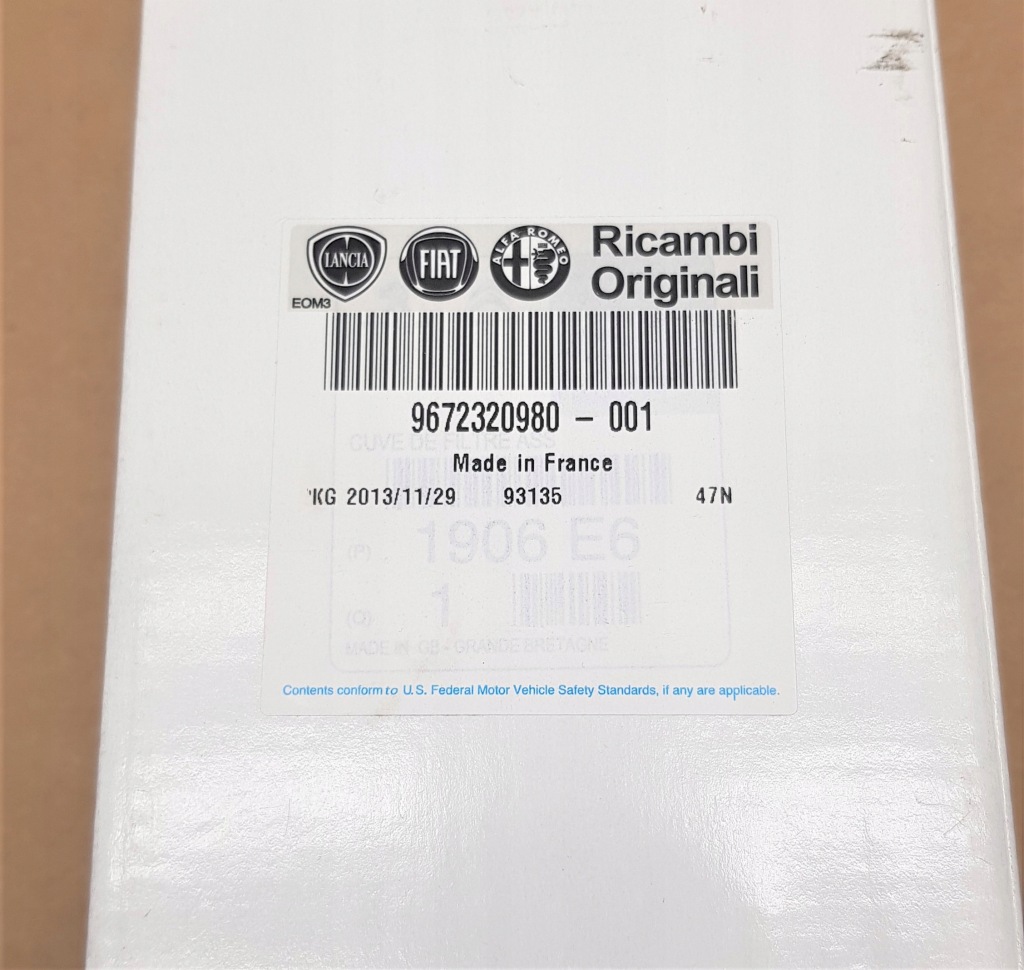 LANCIA FIAT ALFA ROMEO Ricambi
Originali
EOM3
9672320980 - 001
CUVE DE FILTRE ASS
Made in France
PKG 2013/11/29 93135 47N
(P) 1906 E6
(Q) 1
MADE IN GB - GRANDE BRETAGNE
Contents conform to U.S. Federal Motor Vehicle Safety Standards, if any are applicable.